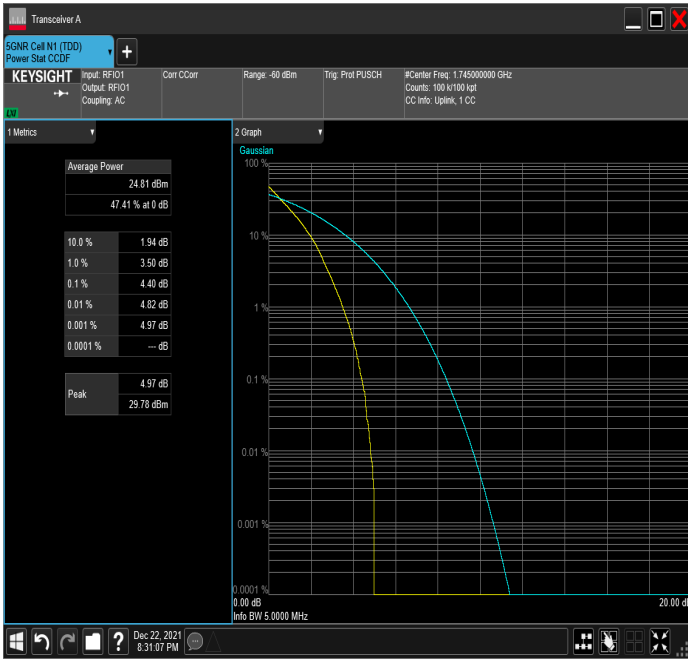 Transceiver A
5GNR Cell N1 (TDD)
Power Stat CCDF
KEYSIGHT
Input: RFIO1
Output: RFIO1
Coupling: AC
Corr CCorr
Range: -60 dBm
Trig: Prot PUSCH
#Center Freq: 1.745000000 GHz
Counts: 100 k/100 kpt
CC Info: Uplink, 1 CC
LXI
1 Metrics
Average Power
24.81 dBm
47.41 % at 0 dB
10.0 % 1.94 dB
1.0 % 3.50 dB
0.1 % 4.40 dB
0.01 % 4.82 dB
0.001 % 4.97 dB
0.0001 % --- dB
Peak
4.97 dB
29.78 dBm
2 Graph
Gaussian
100 %
10 %
1 %
0.1 %
0.01 %
0.001 %
0.0001 %
0.00 dB
20.00 dB
Info BW 5.0000 MHz
?
Dec 22, 2021
8:31:07 PM